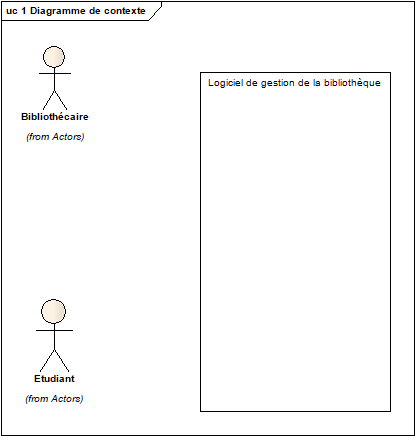 uc 1 Diagramme de contexte
Bibliothécaire
(from Actors)
Logiciel de gestion de la bibliothèque
Etudiant
(from Actors)